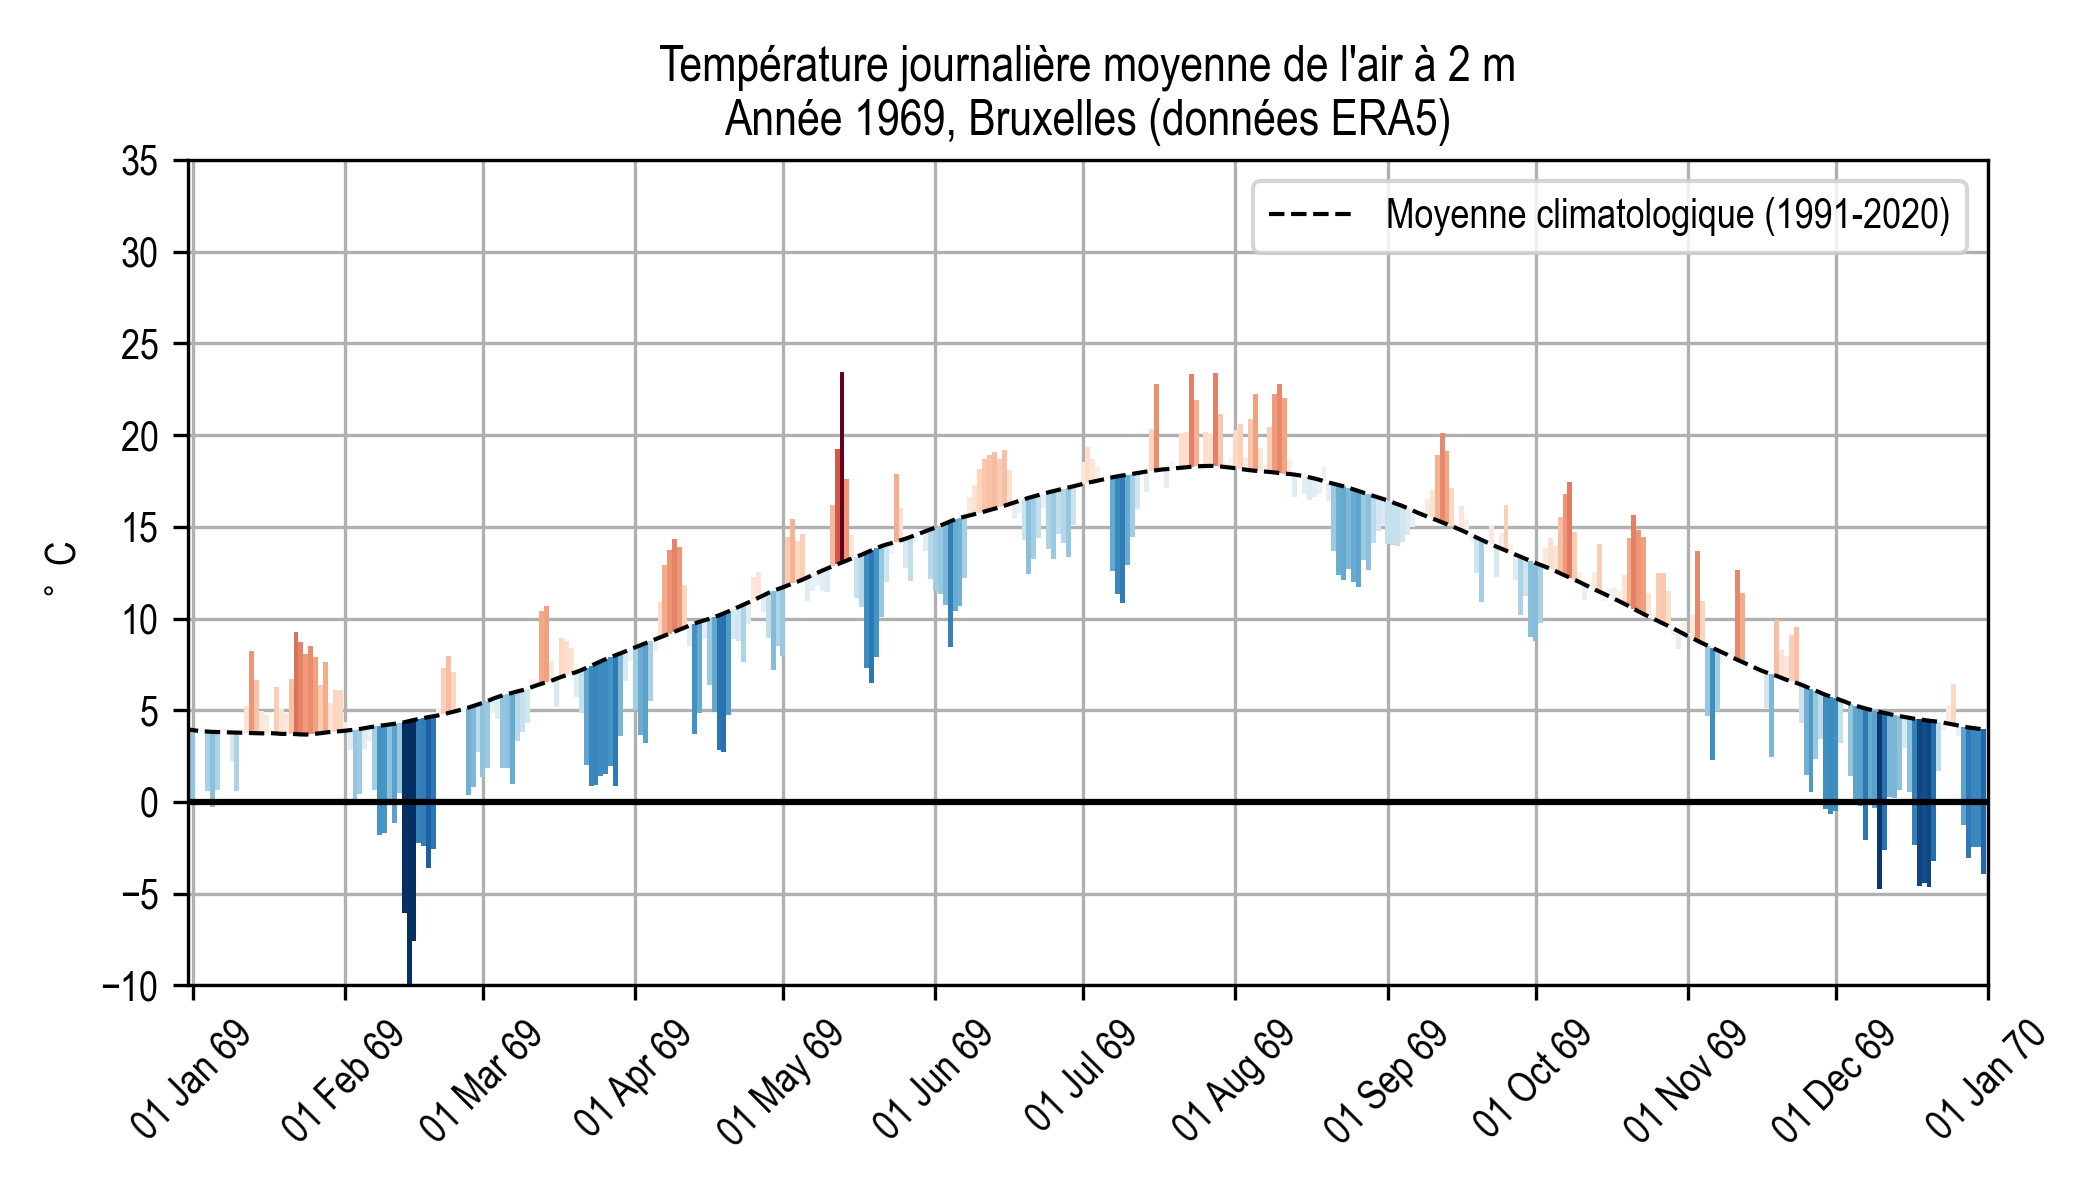 Température journalière moyenne de l'air à 2 m
Année 1969, Bruxelles (données ERA5)
35
30
25
20
15
10
5
0
−5
−10
° C
Moyenne climatologique (1991-2020)
01 Jan 69
01 Feb 69
01 Mar 69
01 Apr 69
01 May 69
01 Jun 69
01 Jul 69
01 Aug 69
01 Sep 69
01 Oct 69
01 Nov 69
01 Dec 69
01 Jan 70